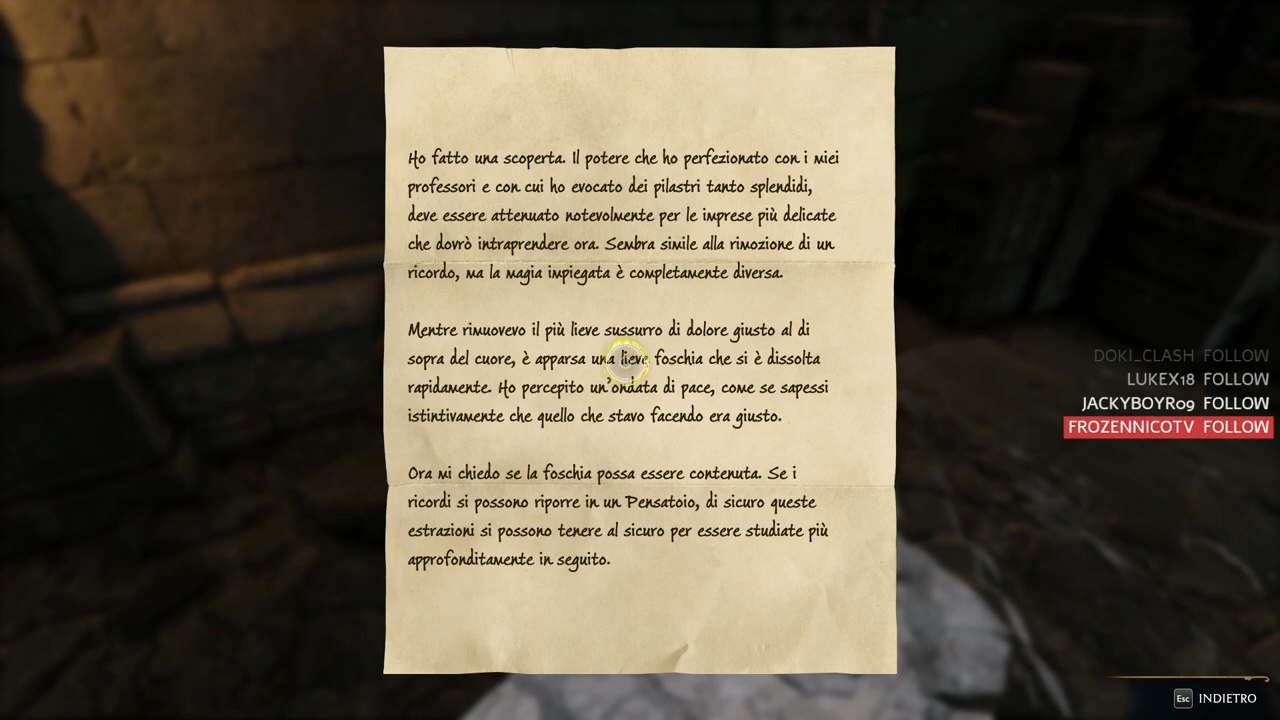 Ho fatto una scoperta. Il potere che ho perfezionato con i miei
professori e con cui ho evocato dei pilastri tanto splendidi,
deve essere attenuato notevolmente per le imprese più delicate
che dovrò intraprendere ora. Sembra simile alla rimozione di un
ricordo, ma la magia impiegata è completamente diversa.
Mentre rimuovevo il più lieve sussurro di dolore giusto al di
sopra del cuore, è apparsa una lieve foschia che si è dissolta
rapidamente. Ho percepito un'ondata di pace, come se sapessi
istintivamente che quello che stavo facendo era giusto.
Ora mi chiedo se la foschia possa essere contenuta. Se i
ricordi si possono riporre in un Pensatoio, di sicuro queste
estrazioni si possono tenere al sicuro per essere studiate più
approfonditamente in seguito.
DOKI_CLASH FOLLOW
LUKEX18 FOLLOW
JACKYBOYR09 FOLLOW
FROZENNICOTV FOLLOW
Esc INDIETRO